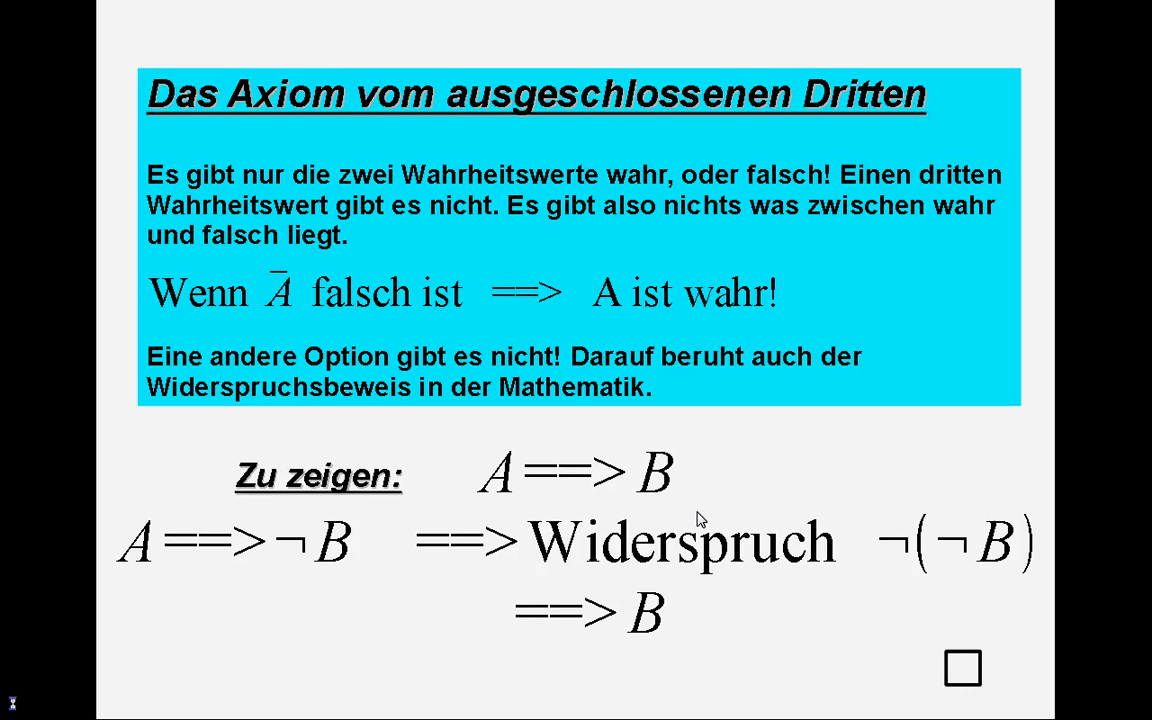 Das Axiom vom ausgeschlossenen Dritten
Es gibt nur die zwei Wahrheitswerte wahr, oder falsch! Einen dritten
Wahrheitswert gibt es nicht. Es gibt also nichts was zwischen wahr
und falsch liegt.
Wenn A̅ falsch ist ==> A ist wahr!
Eine andere Option gibt es nicht! Darauf beruht auch der
Widerspruchsbeweis in der Mathematik.
Zu zeigen: A==>B
A==>¬B ==>Widerspruch ¬(¬B)
==>B